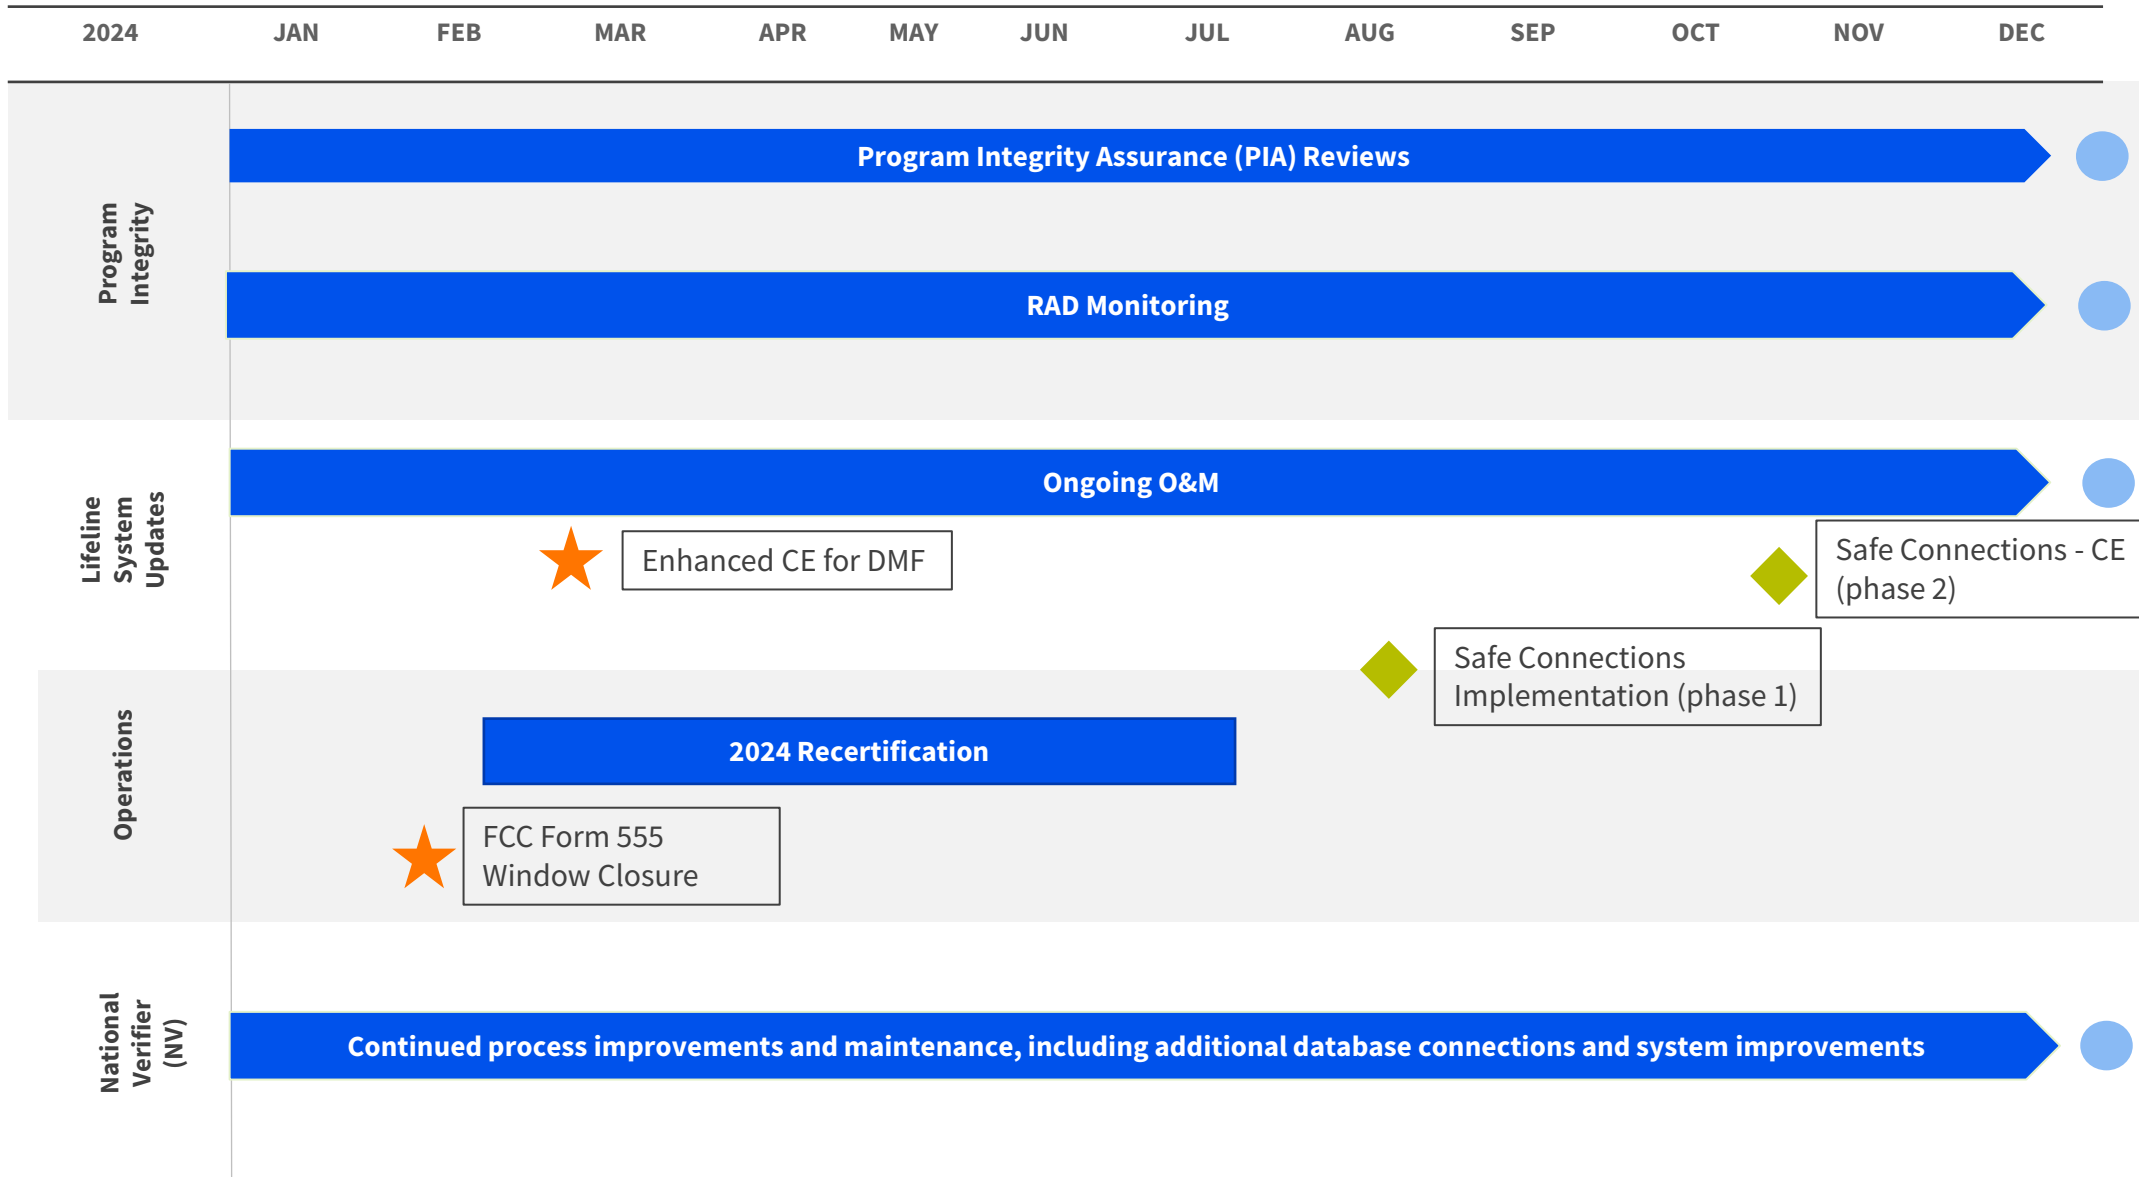 2024 JAN FEB MAR APR MAY JUN JUL AUG SEP OCT NOV DEC
Program
Integrity
Program Integrity Assurance (PIA) Reviews
RAD Monitoring
Lifeline
System
Updates
Ongoing O&M
Enhanced CE for DMF
Safe Connections - CE
(phase 2)
Safe Connections
Implementation (phase 1)
Operations
2024 Recertification
FCC Form 555
Window Closure
National
Verifier
(NV)
Continued process improvements and maintenance, including additional database connections and system improvements